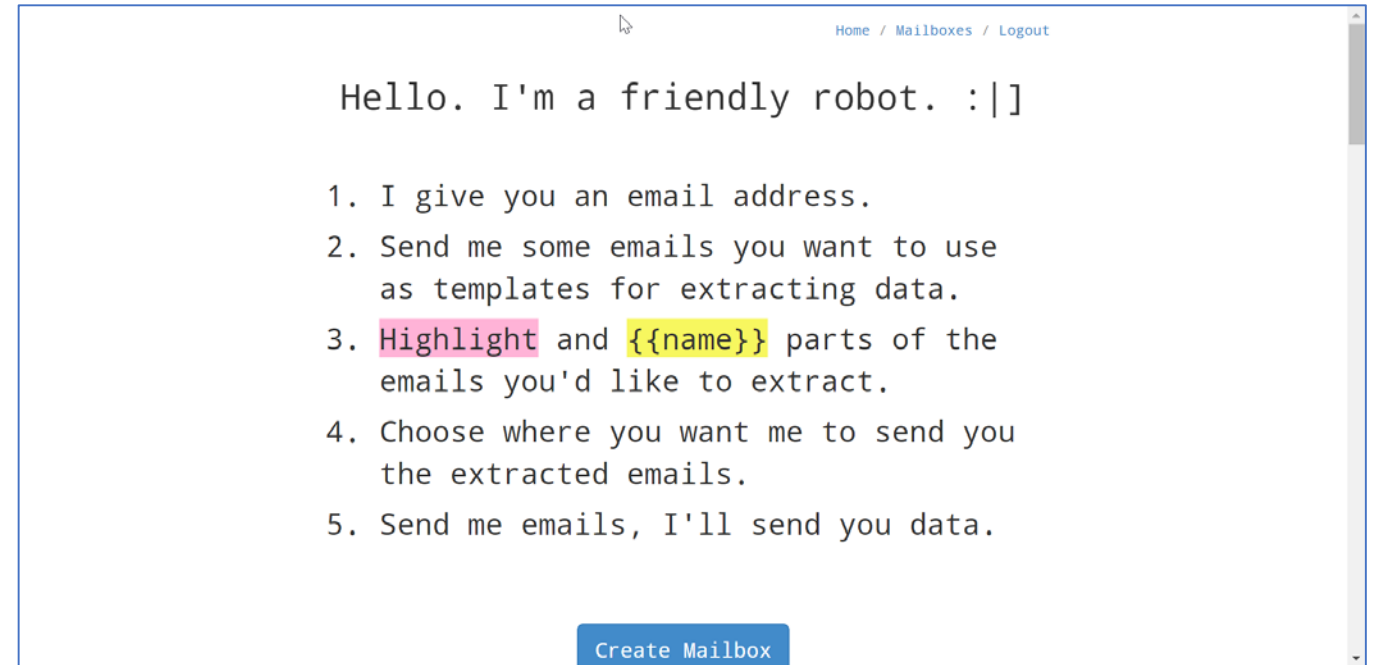 Home / Mailboxes / Logout
Hello. I'm a friendly robot. :|]
1. I give you an email address.
2. Send me some emails you want to use
as templates for extracting data.
3. Highlight and {{name}} parts of the
emails you'd like to extract.
4. Choose where you want me to send you
the extracted emails.
5. Send me emails, I'll send you data.
Create Mailbox